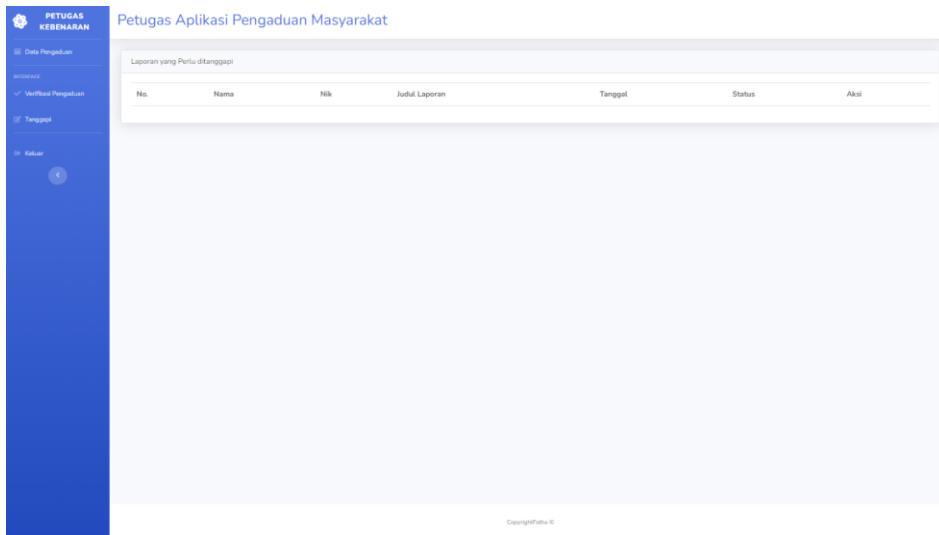 PETUGAS
KEBENARAN
Petugas Aplikasi Pengaduan Masyarakat
Data Pengaduan
INTERFACE
Verifikasi Pengaduan
Tanggapi
Keluar
Laporan yang Perlu ditanggapi
No. Nama Nik Judul Laporan Tanggal Status Aksi